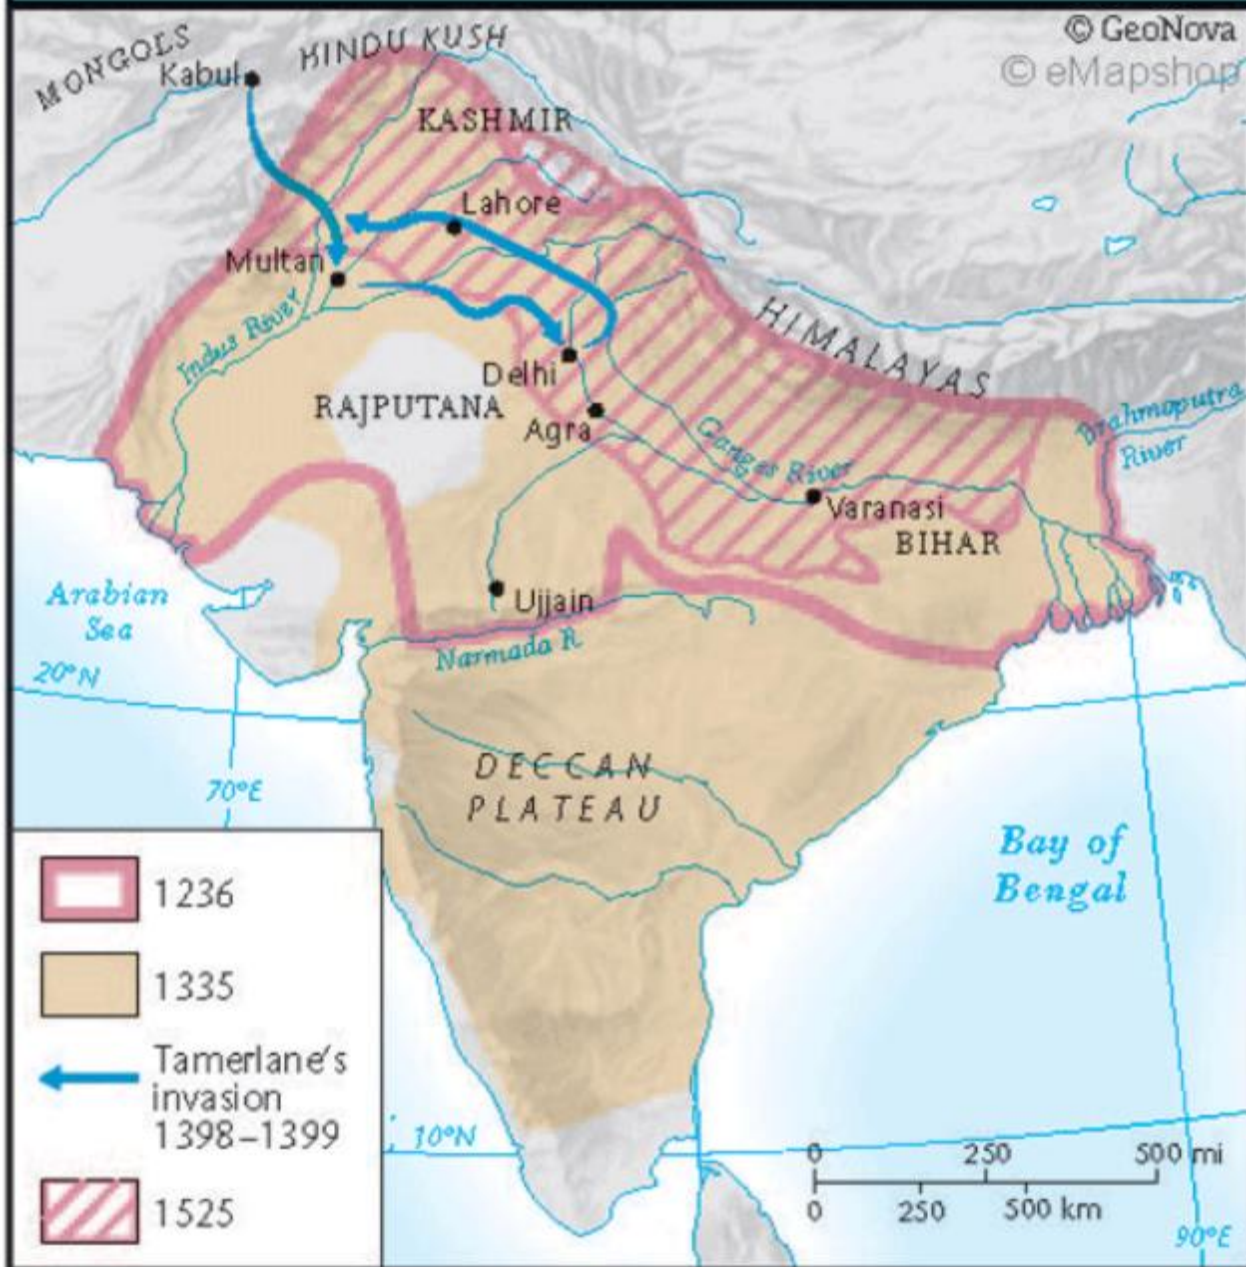 © GeoNova
© eMapshop
MONGOLS
HINDU KUSH
Kabul
KASHMIR
Lahore
Multan
Indus River
HIMALAYAS
Delhi
RAJPUTANA
Agra
Brahmaputra
River
Ganges River
Varanasi
BIHAR
Arabian
Sea
Ujjain
Narmada R
20°N
70°E
DECCAN
PLATEAU
Bay of
Bengal
1236
1335
Tamerlane's
invasion
1398–1399
1525
10°N
0 250 500 mi
0 250 500 km
90°E